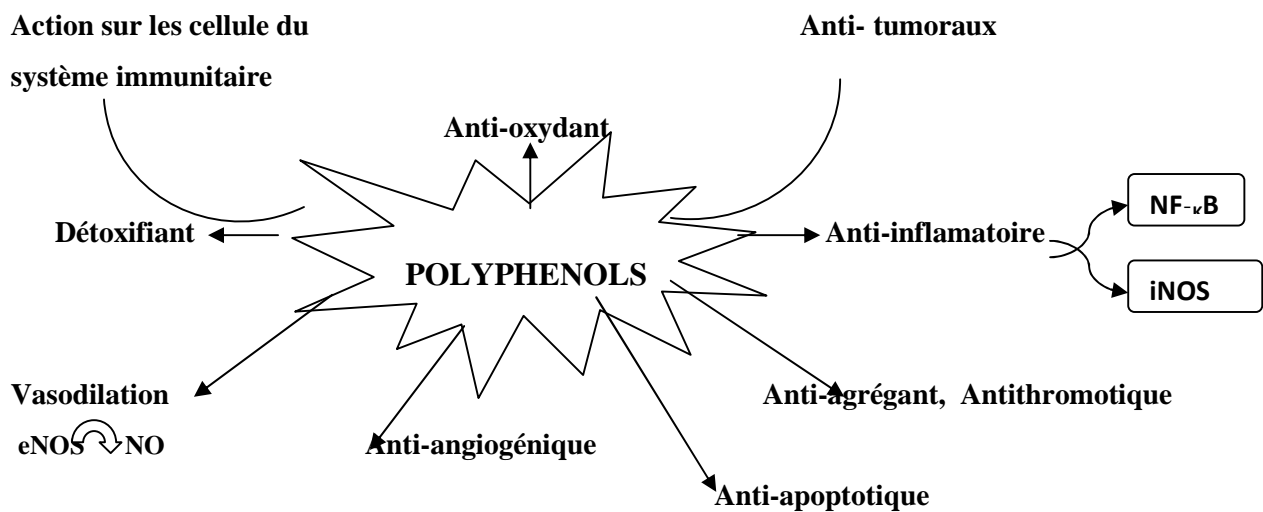 Action sur les cellule du
système immunitaire
Anti- tumoraux
Anti-oxydant
Détoxifiant
POLYPHENOLS
Anti-inflamatoire
NF-κB
iNOS
Vasodilation
eNOS NO
Anti-angiogénique
Anti-agrégant, Antithromotique
Anti-apoptotique